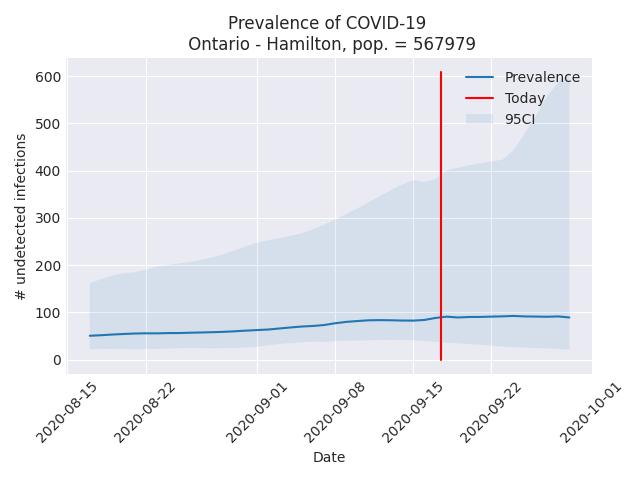 Prevalence of COVID-19
Ontario - Hamilton, pop. = 567979
Prevalence
Today
95CI
600
500
400
300
200
100
0
# undetected infections
2020-08-15
2020-08-22
2020-09-01
2020-09-08
2020-09-15
2020-09-22
2020-10-01
Date